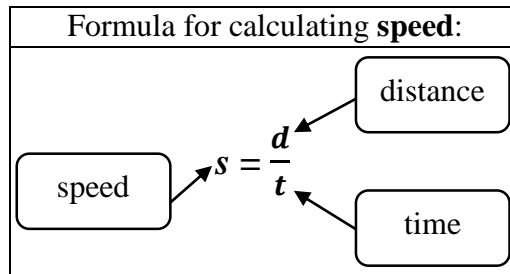 Formula for calculating speed:
distance
s = d/t
speed
time